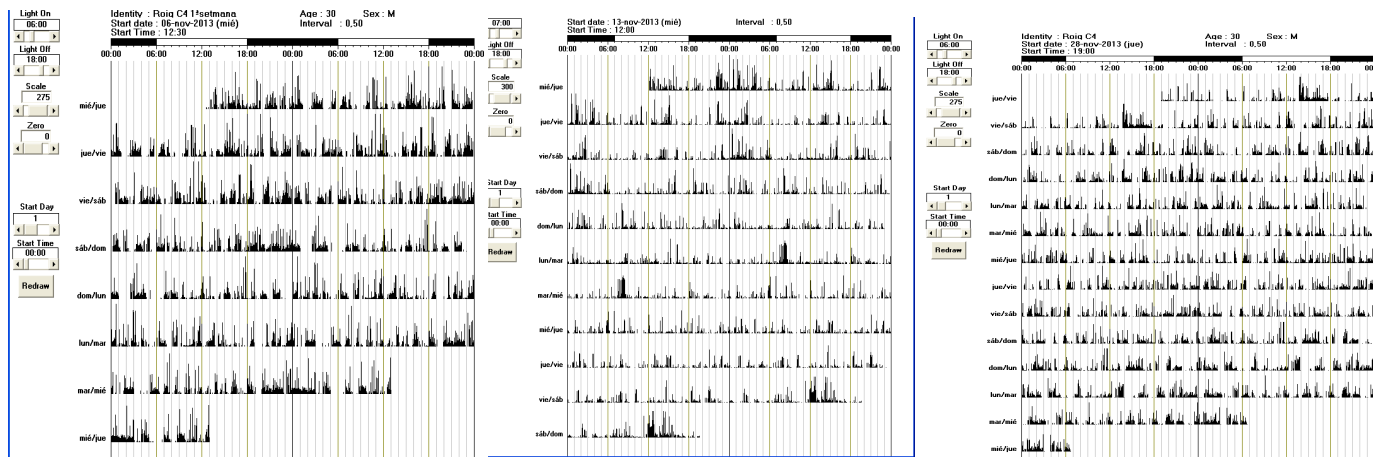 Light On
06:00
Light Off
18:00
Scale
275
Zero
0
Start Day
1
Start Time
00:00
Redraw
Identity : Roig C4 1ªsetmana Age : 30 Sex : M
Start date : 06-nov-2013 (mié) Interval : 0,50
Start Time : 12:30
00:00 06:00 12:00 18:00 00:00 06:00 12:00 18:00 00:00
mié/jue
jue/vie
vie/sáb
sáb/dom
dom/lun
lun/mar
mar/mié
mié/jue
07:00
Light Off
18:00
Scale
300
Zero
0
Start Day
1
Start Time
00:00
Redraw
Start date : 13-nov-2013 (mié) Interval : 0,50
Start Time : 12:00
00:00 06:00 12:00 18:00 00:00 06:00 12:00 18:00 00:00
mié/jue
jue/vie
vie/sáb
sáb/dom
dom/lun
lun/mar
mar/mié
mié/jue
jue/vie
vie/sáb
sáb/dom
Light On
06:00
Light Off
18:00
Scale
275
Zero
0
Start Day
1
Start Time
00:00
Redraw
Identity : Roig C4 Age : 30 Sex : M
Start date : 28-nov-2013 (jue) Interval : 0,50
Start Time : 19:00
00:00 06:00 12:00 18:00 00:00 06:00 12:00 18:00 00
jue/vie
vie/sáb
sáb/dom
dom/lun
lun/mar
mar/mié
mié/jue
jue/vie
vie/sáb
sáb/dom
dom/lun
lun/mar
mar/mié
mié/jue